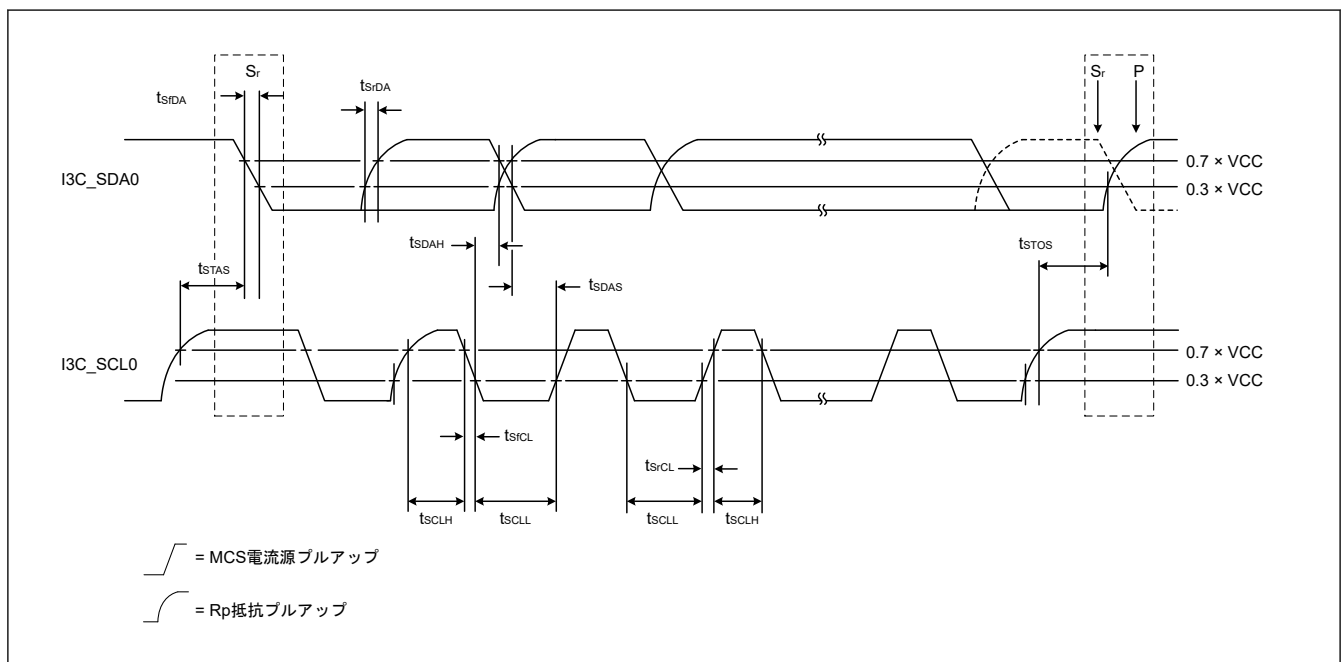 Sr
Sr P
tSfDA
tSrDA
0.7 × VCC
I3C_SDA0
0.3 × VCC
tSDAH
tSTOS
tSTAS
tSDAS
I3C_SCL0
0.7 × VCC
0.3 × VCC
tSfCL
tSrCL
tSCLH
tSCLL
tSCLL
tSCLH
= MCS電流源プルアップ
= Rp抵抗プルアップ